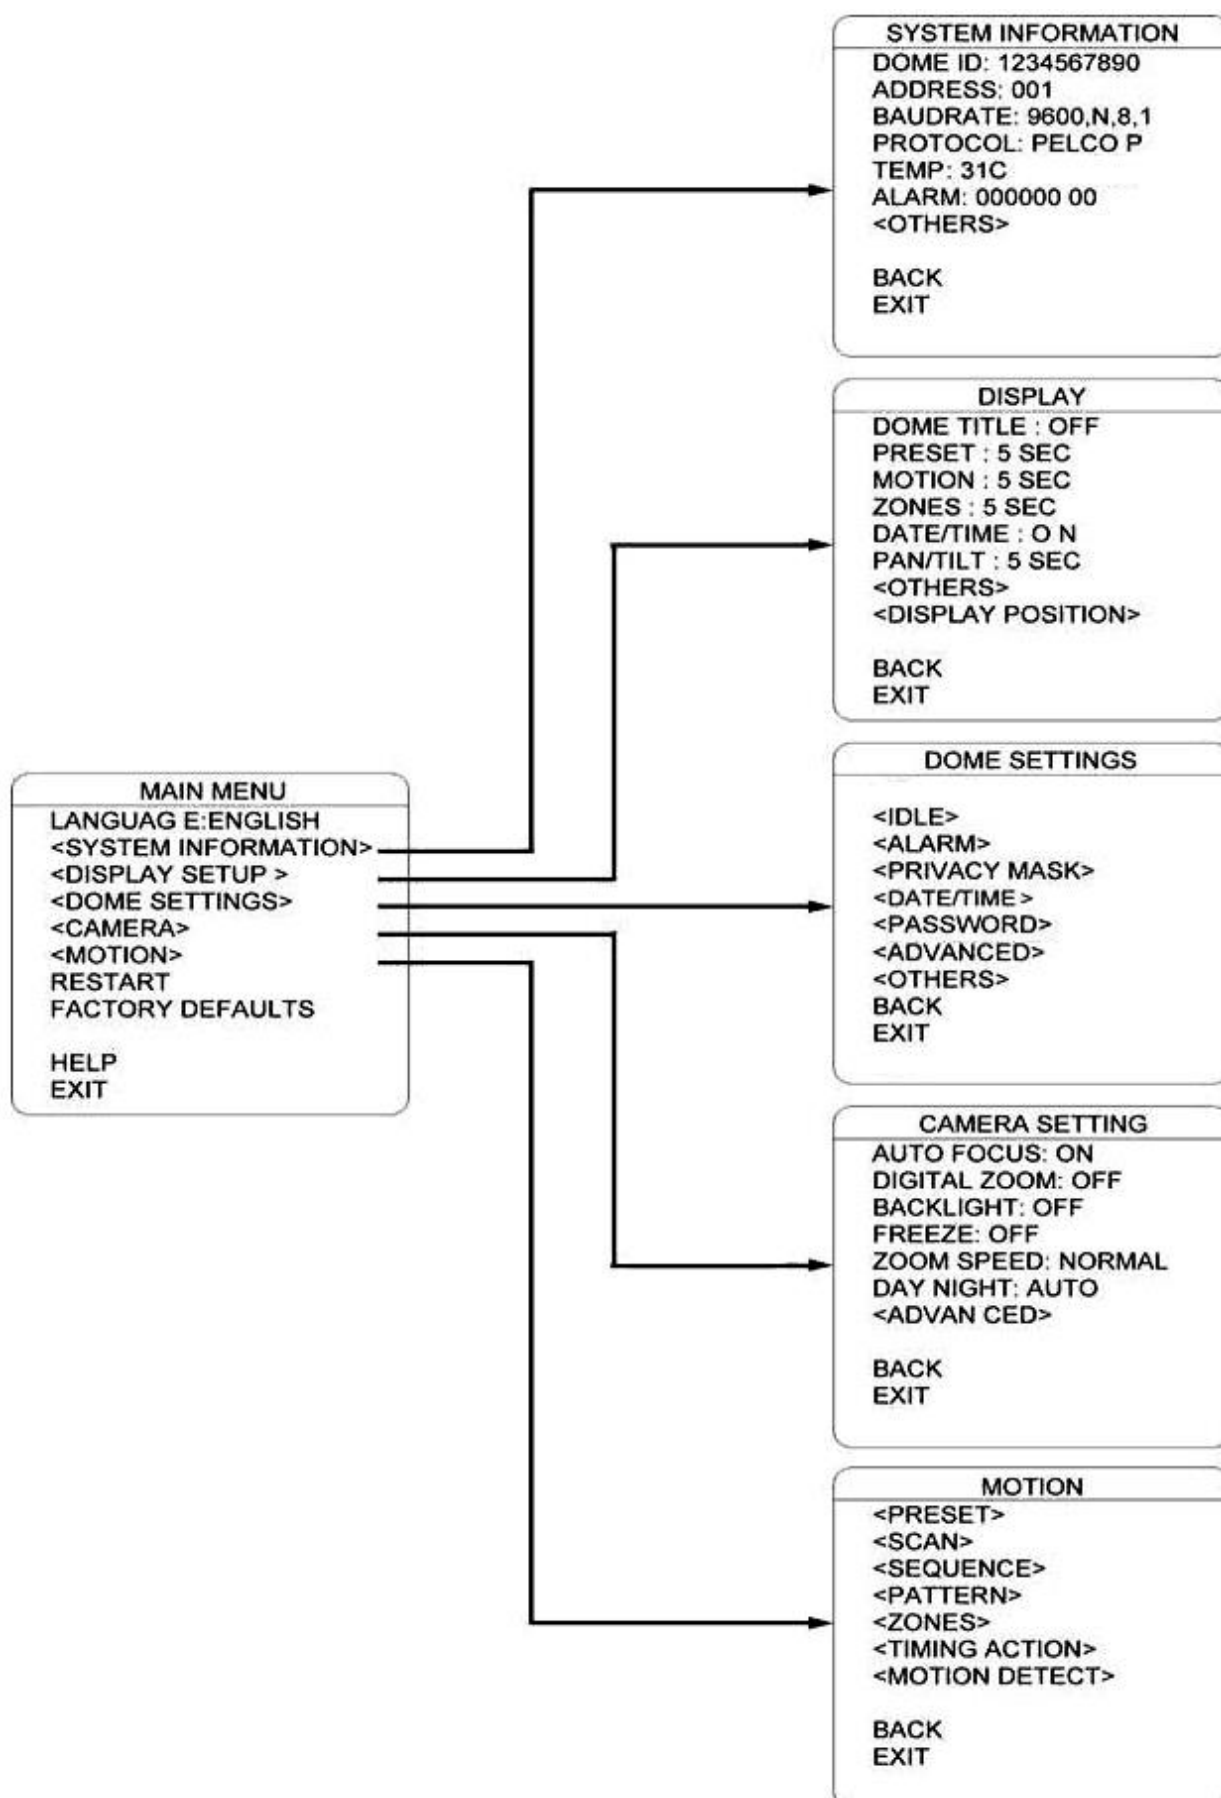 SYSTEM INFORMATION
DOME ID: 1234567890
ADDRESS: 001
BAUDRATE: 9600,N,8,1
PROTOCOL: PELCO P
TEMP: 31C
ALARM: 000000 00
<OTHERS>
BACK
EXIT
DISPLAY
DOME TITLE : OFF
PRESET : 5 SEC
MOTION : 5 SEC
ZONES : 5 SEC
DATE/TIME : O N
PAN/TILT : 5 SEC
<OTHERS>
<DISPLAY POSITION>
BACK
EXIT
MAIN MENU
LANGUAG E:ENGLISH
<SYSTEM INFORMATION>
<DISPLAY SETUP >
<DOME SETTINGS>
<CAMERA>
<MOTION>
RESTART
FACTORY DEFAULTS
HELP
EXIT
DOME SETTINGS
<IDLE>
<ALARM>
<PRIVACY MASK>
<DATE/TIME>
<PASSWORD>
<ADVANCED>
<OTHERS>
BACK
EXIT
CAMERA SETTING
AUTO FOCUS: ON
DIGITAL ZOOM: OFF
BACKLIGHT: OFF
FREEZE: OFF
ZOOM SPEED: NORMAL
DAY NIGHT: AUTO
<ADVAN CED>
BACK
EXIT
MOTION
<PRESET>
<SCAN>
<SEQUENCE>
<PATTERN>
<ZONES>
<TIMING ACTION>
<MOTION DETECT>
BACK
EXIT